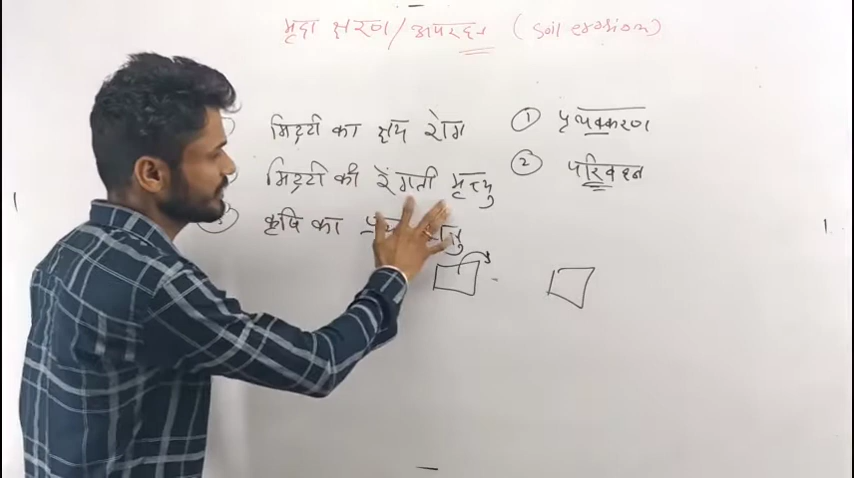 मृदा क्षरण/अपरदन (Soil erosion)
मिट्टी का क्षय रोग
मिट्टी की रेंगती मृत्यु
कृषि का
① पृथक्करण
② परिवहन